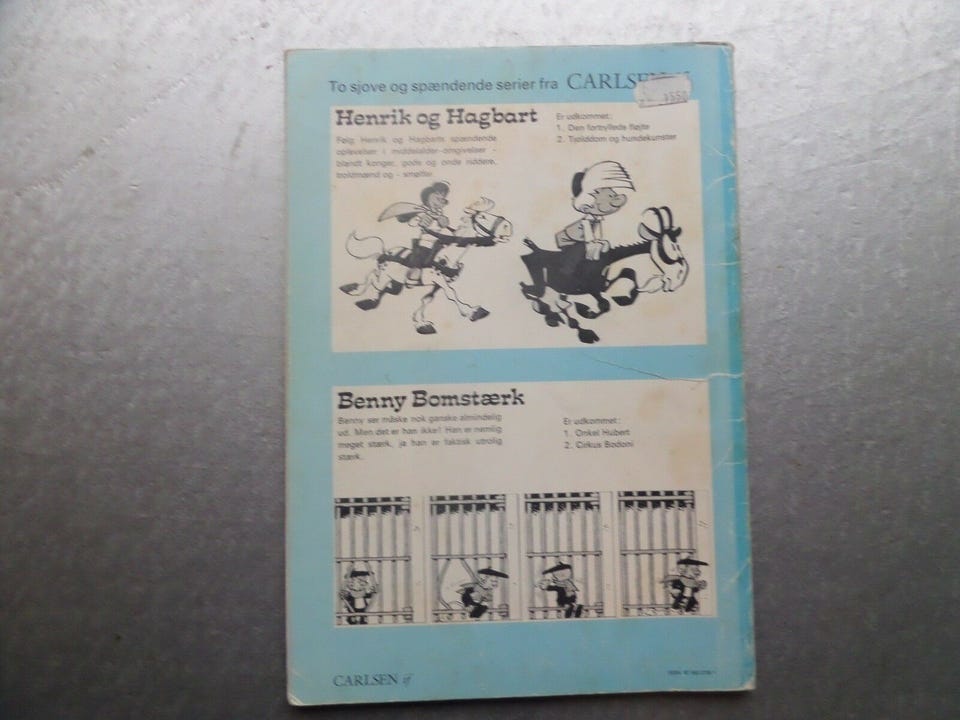 To sjove og spændende serier fra CARLSEN
Henrik og Hagbart
Følg Henrik og Hagbarts spændende
oplevelser i middelalder-omgivelser -
blandt konger, gode og onde riddere,
troldmænd og - smølfer.
Er udkommet:
1. Den fortryllede fløjte
2. Tjolddom og hundekunster
Benny Bomstærk
Benny ser måske nok ganske almindelig
ud. Men det er han ikke! Han er nemlig
meget stærk, ja han er faktisk utrolig
stærk.
Er udkommet:
1. Onkel Hubert
2. Cirkus Bodoni
CARLSEN if